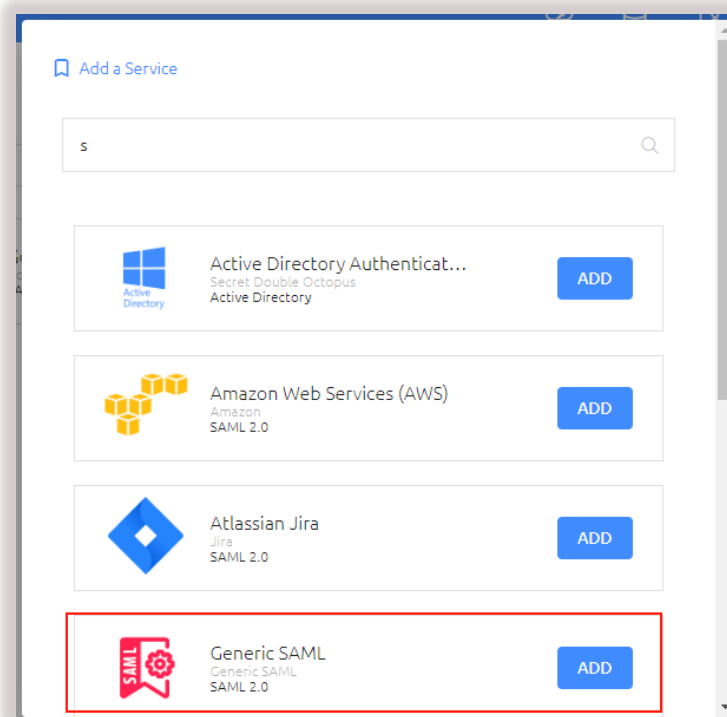 Add a Service
s
Active Directory Authenticat...
Secret Double Octopus
Active Directory
Active
Directory
ADD
Amazon Web Services (AWS)
Amazon
SAML 2.0
ADD
Atlassian Jira
Jira
SAML 2.0
ADD
SAML
Generic SAML
Generic SAML
SAML 2.0
ADD